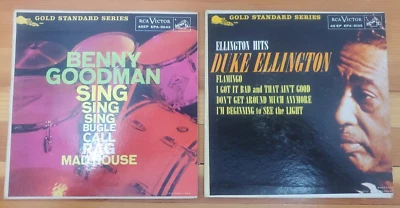 GOLD STANDARD SERIES
RCA VICTOR
BENNY
GOODMAN
SING
SING
SING
BUGLE
CALL
RAG
MADHOUSE
GOLD STANDARD SERIES
RCA VICTOR
ELLINGTON HITS
DUKE ELLINGTON
FLAMINGO
I GOT IT BAD and THAT AIN'T GOOD
DON'T GET AROUND MUCH ANYMORE
I'M BEGINNING to SEE the LIGHT